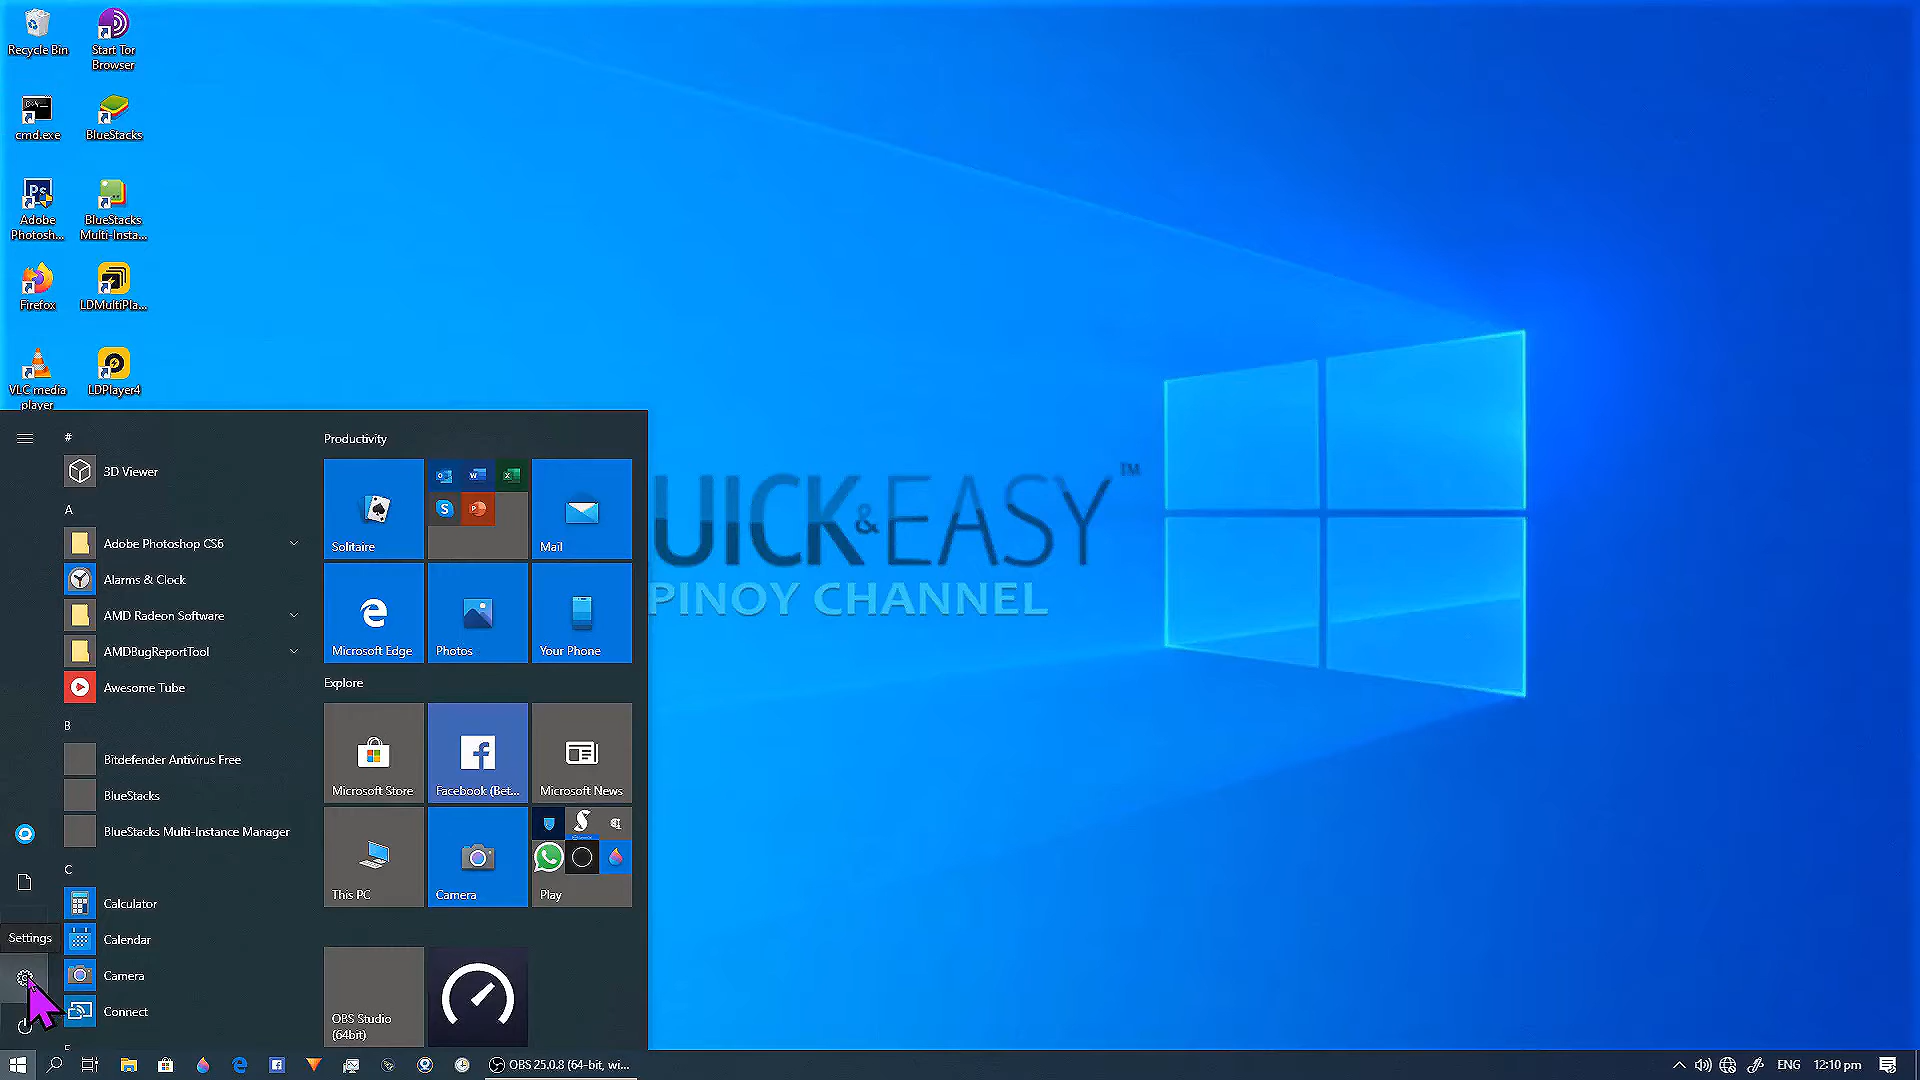 Recycle Bin
Start Tor
Browser
cmd.exe
BlueStacks
Adobe
Photosh...
BlueStacks
Multi-Insta...
Firefox
LDMultiPla...
VLC media
player
LDPlayer4
#
3D Viewer
A
Adobe Photoshop CS6
Alarms & Clock
AMD Radeon Software
AMDBugReportTool
Awesome Tube
B
Bitdefender Antivirus Free
BlueStacks
BlueStacks Multi-Instance Manager
C
Calculator
Calendar
Camera
Connect
Settings
Productivity
Solitaire
Mail
Microsoft Edge
Photos
Your Phone
Explore
Microsoft Store
Facebook (Bet...
Microsoft News
This PC
Camera
Play
OBS Studio
(64bit)
UICK&EASY™
PINOY CHANNEL
OBS 25.0.8 (64-bit, wi...
ENG
12:10 pm